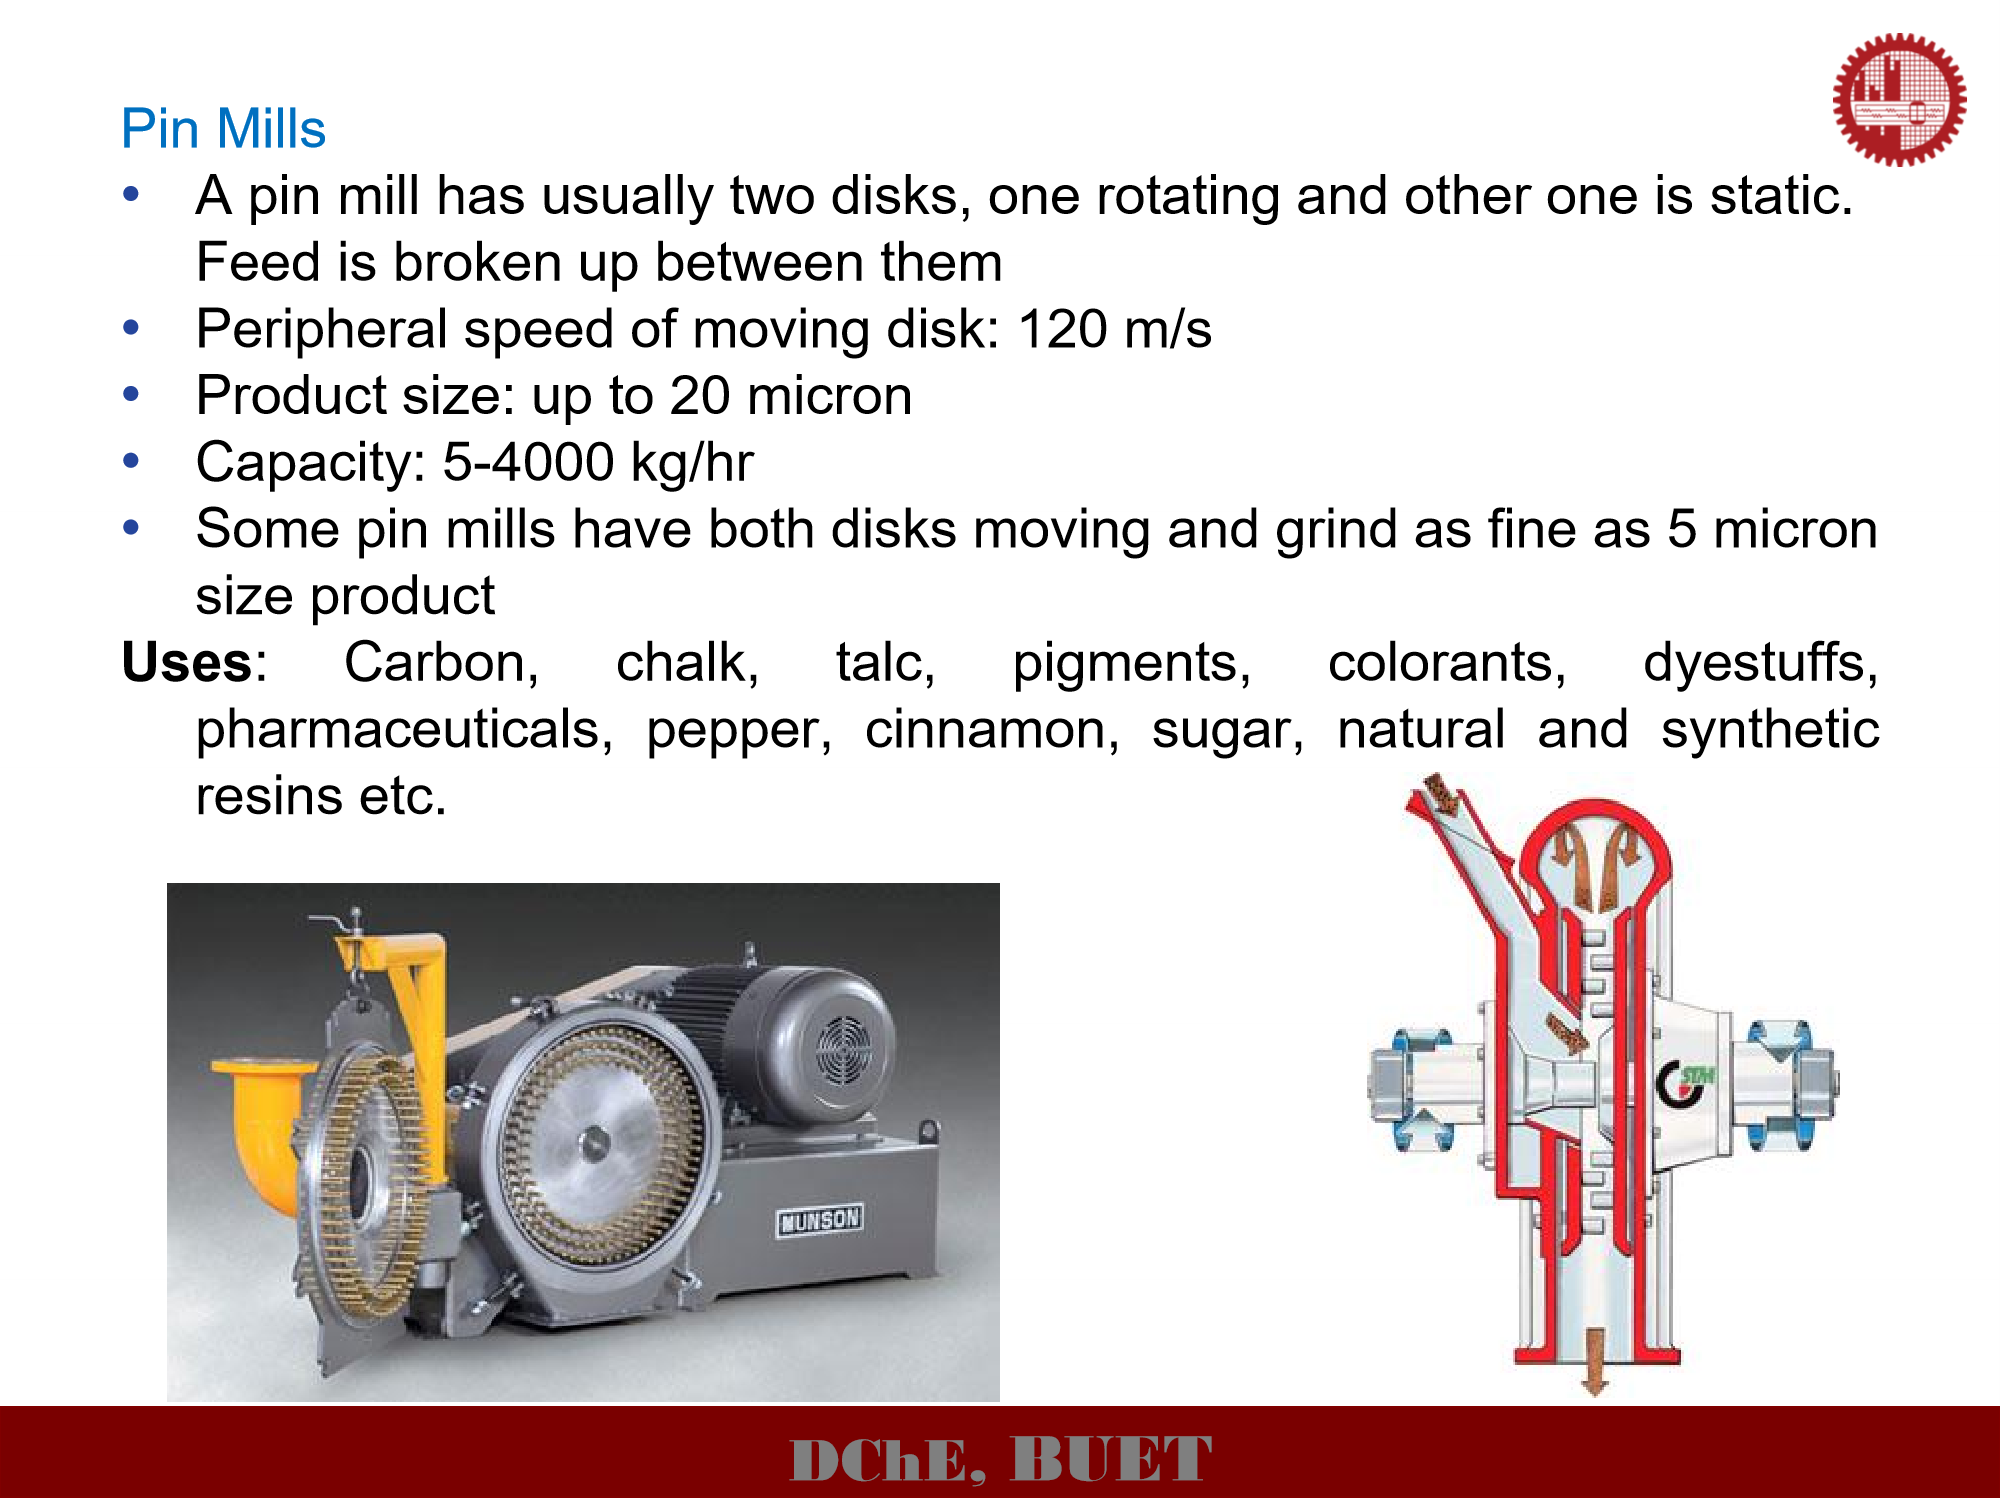 Pin Mills
• A pin mill has usually two disks, one rotating and other one is static.
Feed is broken up between them
• Peripheral speed of moving disk: 120 m/s
• Product size: up to 20 micron
• Capacity: 5-4000 kg/hr
• Some pin mills have both disks moving and grind as fine as 5 micron
size product
Uses: Carbon, chalk, talc, pigments, colorants, dyestuffs,
pharmaceuticals, pepper, cinnamon, sugar, natural and synthetic
resins etc.
MUNSON
DChE, BUET